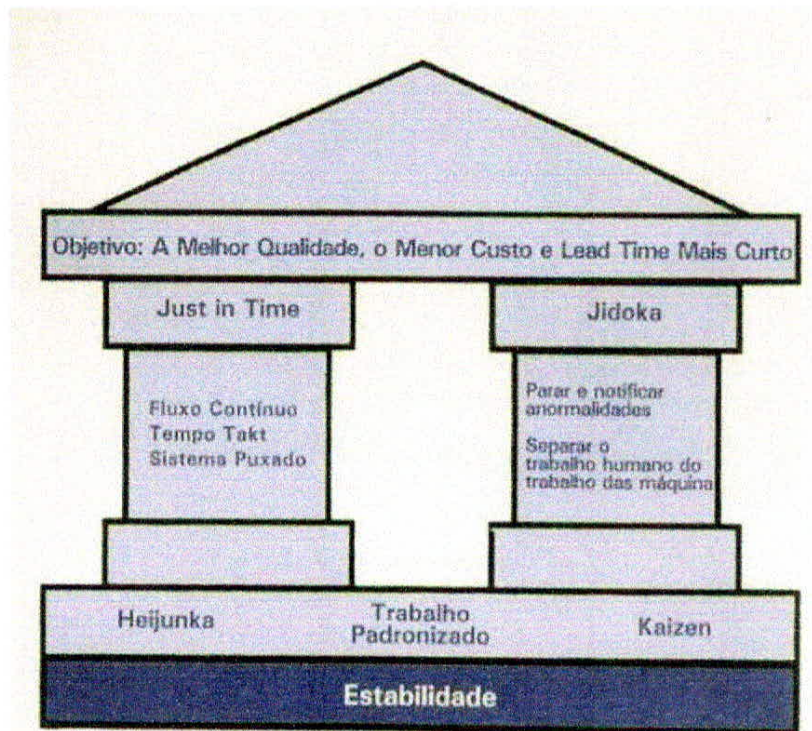 Objetivo: A Melhor Qualidade, o Menor Custo e Lead Time Mais Curto
Just in Time
Fluxo Contínuo
Tempo Takt
Sistema Puxado
Jidoka
Parar e notificar
anormalidades
Separar o
trabalho humano do
trabalho das máquina
Heijunka
Trabalho
Padronizado
Kaizen
Estabilidade